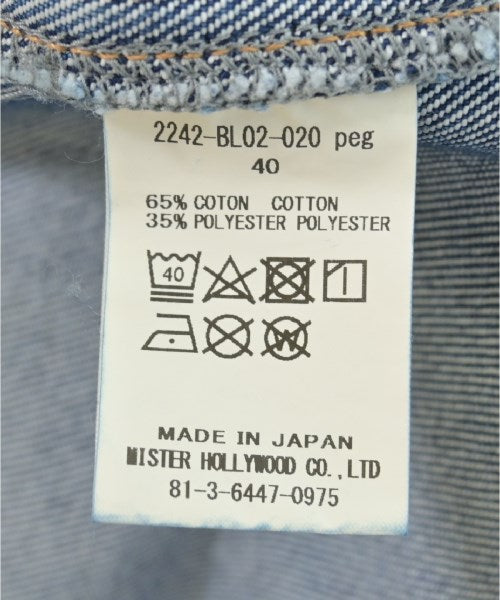 2242-BL02-020 peg
40
65% COTON COTTON
35% POLYESTER POLYESTER
40
W
MADE IN JAPAN
MISTER HOLLYWOOD CO.,LTD
81-3-6447-0975